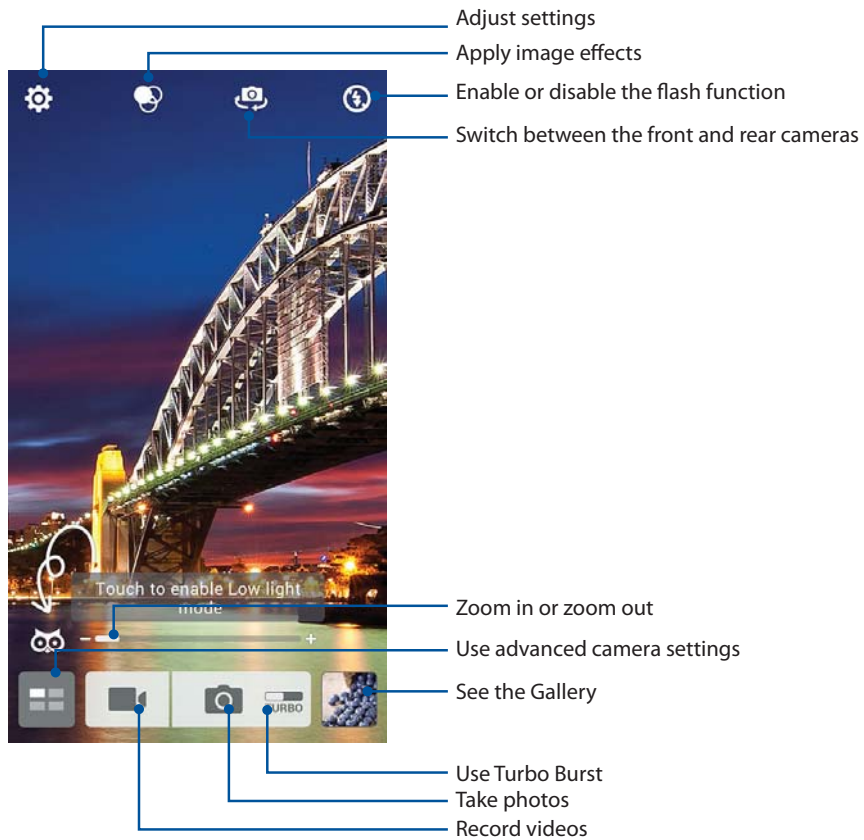 Adjust settings
Apply image effects
Enable or disable the flash function
Switch between the front and rear cameras
Touch to enable Low light
mode
Zoom in or zoom out
Use advanced camera settings
See the Gallery
TURBO
Use Turbo Burst
Take photos
Record videos